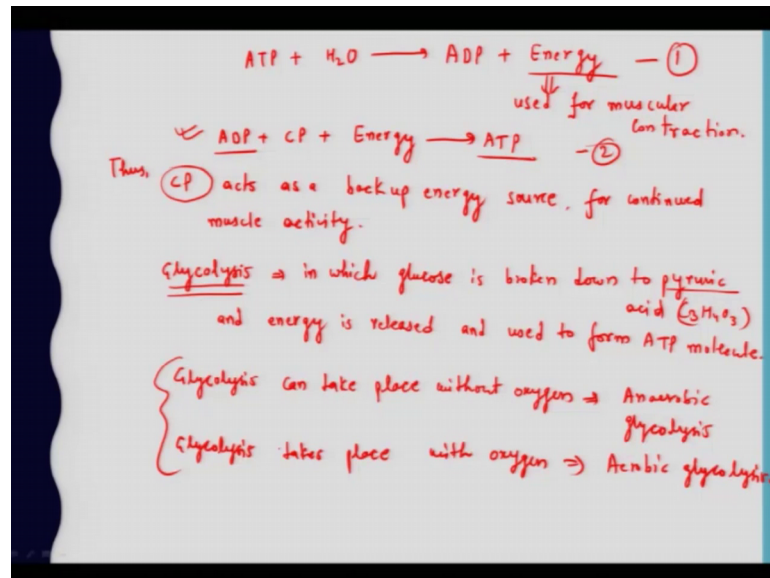 ATP + H2O ⟶ ADP + Energy — ①
⇓
used for muscular
contraction.
ADP + CP + Energy ⟶ ATP — ②
Thus, CP acts as a backup energy source, for continued
muscle activity.
Glycolysis ⇒ in which glucose is broken down to pyruvic
acid (C3H4O3)
and energy is released and used to form ATP molecule.
Glycolysis can take place without oxygen ⇒ Anaerobic
glycolysis
Glycolysis takes place with oxygen ⇒ Aerobic glycolysis.